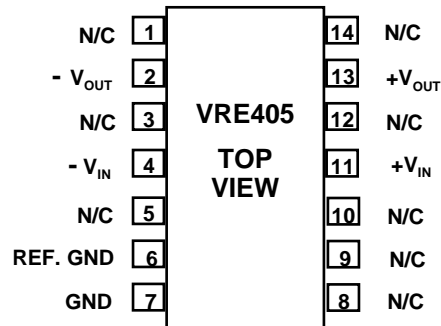 N/C 1 14 N/C
- VOUT 2 13 +VOUT
N/C 3 VRE405 12 N/C
- VIN 4 TOP 11 +VIN
VIEW
N/C 5 10 N/C
REF. GND 6 9 N/C
GND 7 8 N/C